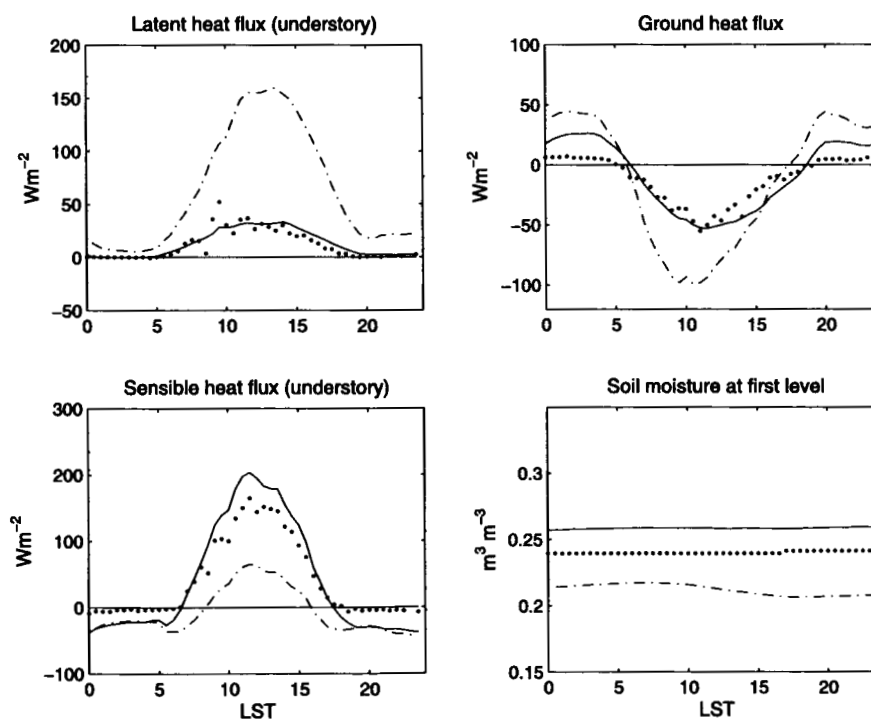 Latent heat flux (understory)
200
150
100
50
0
−50
Wm−2
0 5 10 15 20
Ground heat flux
100
50
0
−50
−100
Wm−2
0 5 10 15 20
Sensible heat flux (understory)
300
200
100
0
−100
Wm−2
0 5 10 15 20
LST
Soil moisture at first level
0.3
0.25
0.2
0.15
m3 m−3
0 5 10 15 20
LST